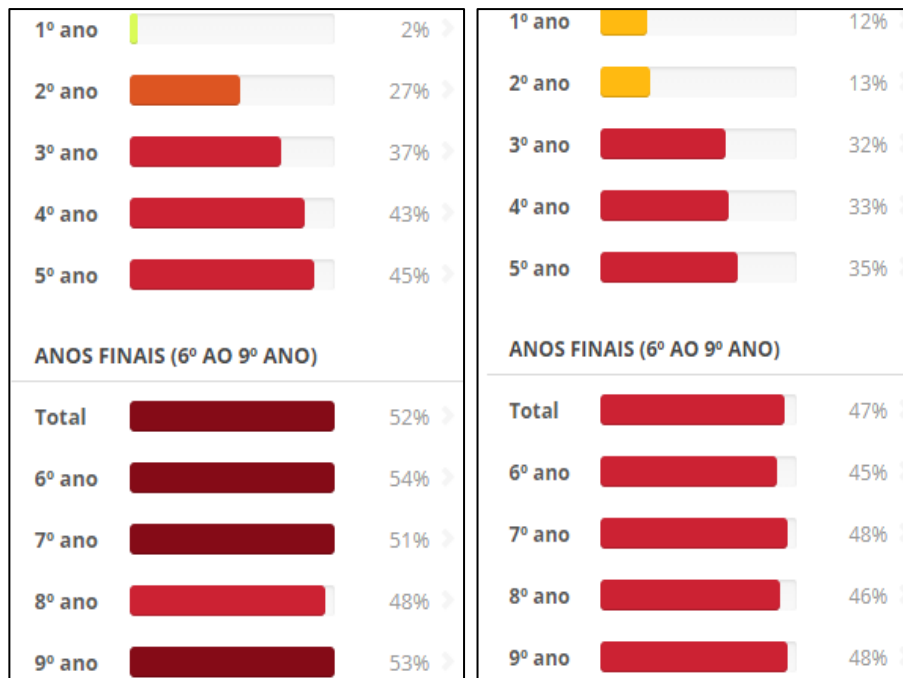 1º ano 2%
2º ano 27%
3º ano 37%
4º ano 43%
5º ano 45%
ANOS FINAIS (6º AO 9º ANO)
Total 52%
6º ano 54%
7º ano 51%
8º ano 48%
9º ano 53%
1º ano 12%
2º ano 13%
3º ano 32%
4º ano 33%
5º ano 35%
ANOS FINAIS (6º AO 9º ANO)
Total 47%
6º ano 45%
7º ano 48%
8º ano 46%
9º ano 48%